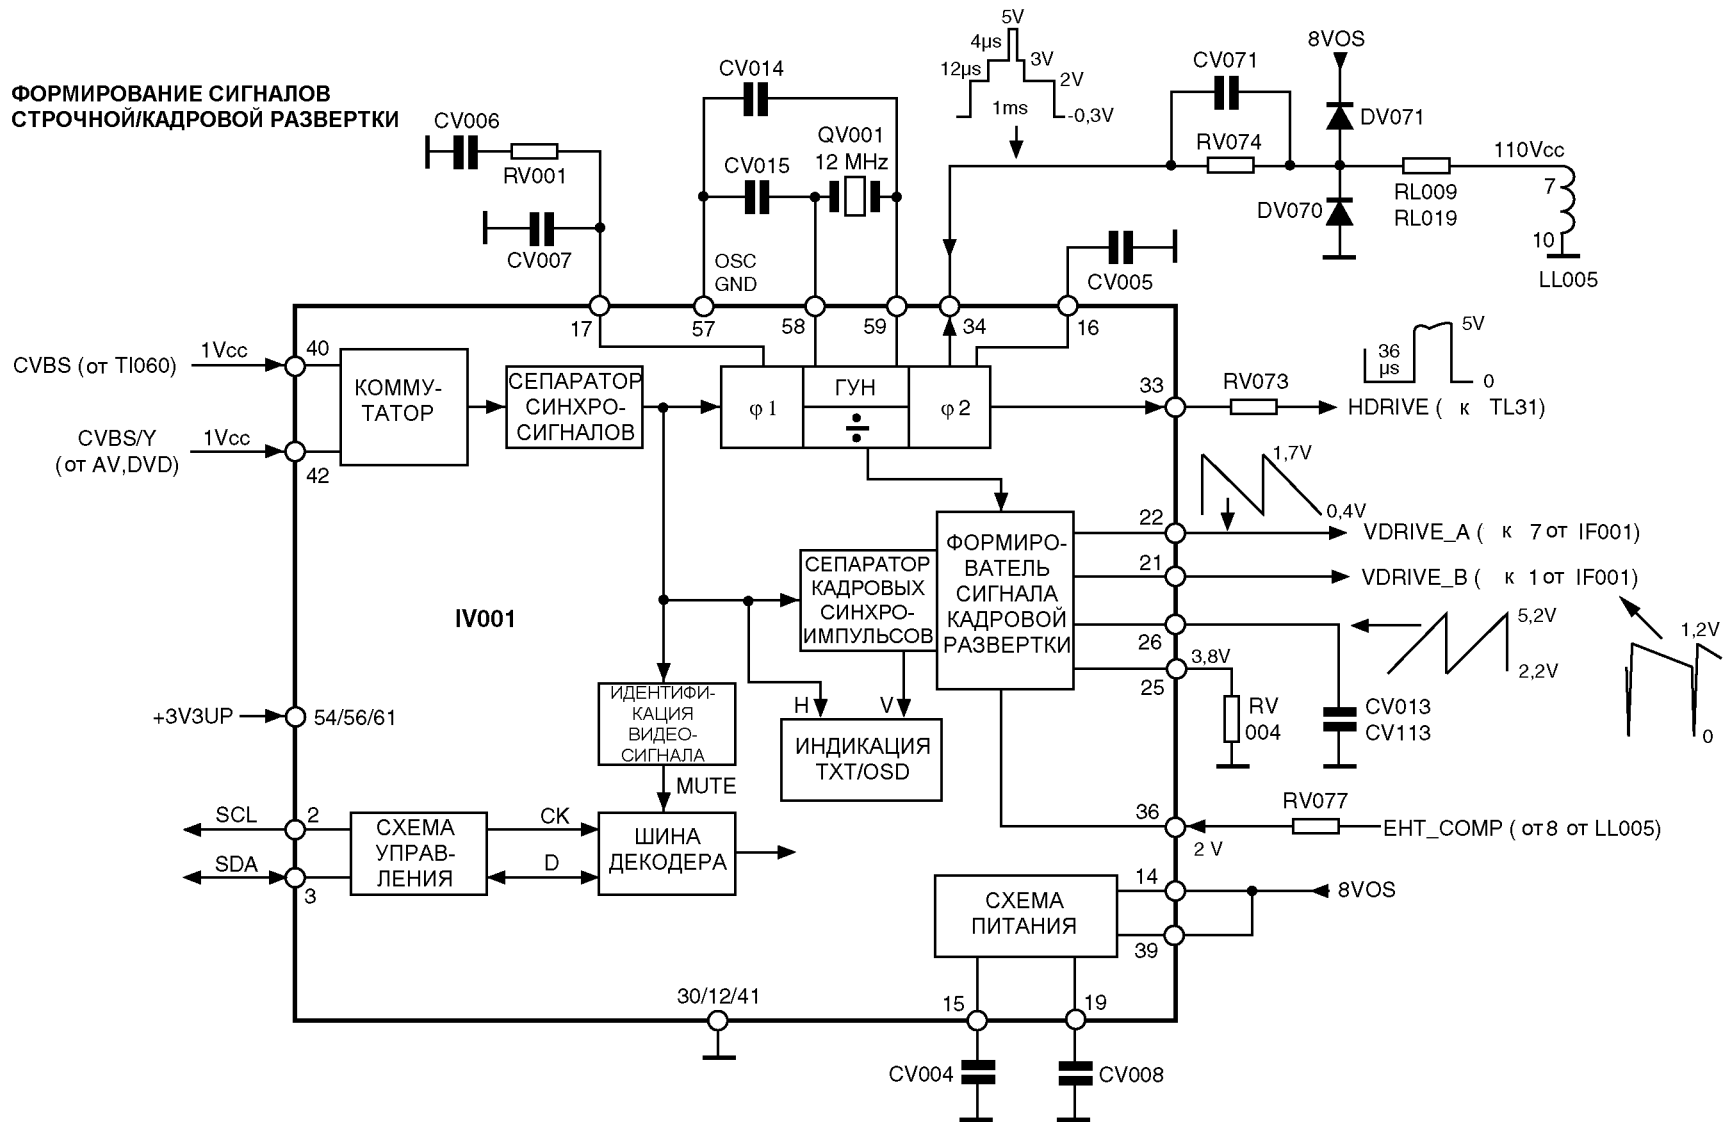 ФОРМИРОВАНИЕ СИГНАЛОВ
СТРОЧНОЙ/КАДРОВОЙ РАЗВЕРТКИ
CV006
RV001
CV007
CV014
CV015
QV001
12 MHz
OSC
GND
5V
4µs
3V
12µs
2V
1ms
-0,3V
CV071
RV074
8VOS
DV071
DV070
110Vcc
RL009
RL019
7
10
LL005
CV005
17
57
58
59
34
16
CVBS (от TI060)
1Vcc
40
CVBS/Y
(от AV,DVD)
1Vcc
42
КОММУ-
ТАТОР
СЕПАРАТОР
СИНХРО-
СИГНАЛОВ
φ 1
ГУН
÷
φ 2
33
RV073
36
µs
5V
0
HDRIVE ( к TL31)
1,7V
0,4V
22
VDRIVE_A ( к 7 от IF001)
21
VDRIVE_B ( к 1 от IF001)
ФОРМИРО-
ВАТЕЛЬ
СИГНАЛА
КАДРОВОЙ
РАЗВЕРТКИ
СЕПАРАТОР
КАДРОВЫХ
СИНХРО-
ИМПУЛЬСОВ
IV001
26
25
3,8V
RV
004
CV013
CV113
5,2V
2,2V
1,2V
0
+3V3UP
54/56/61
ИДЕНТИФИ-
КАЦИЯ
ВИДЕО-
СИГНАЛА
MUTE
H
V
ИНДИКАЦИЯ
TXT/OSD
SCL
2
SDA
3
СХЕМА
УПРАВ-
ЛЕНИЯ
CK
D
ШИНА
ДЕКОДЕРА
36
2 V
RV077
EHT_COMP ( от 8 от LL005)
СХЕМА
ПИТАНИЯ
14
39
8VOS
30/12/41
15
19
CV004
CV008